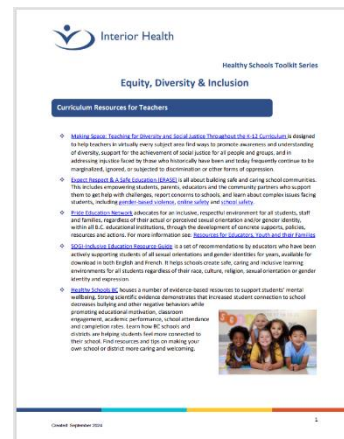 Interior Health
Healthy Schools Toolkit Series
Equity, Diversity & Inclusion
Curriculum Resources for Teachers
Making Space: Teaching for Diversity and Social Justice Throughout the K-12 Curriculum is designed
to help teachers in virtually every subject area find ways to promote awareness and understanding
of diversity, support for the achievement of social justice for all people and groups, and in
addressing injustice faced by those who historically have been and today frequently continue to be
marginalized, ignored, or subjected to discrimination or other forms of oppression.
Expect Respect & A Safe Education (ERASE) is all about building safe and caring school communities.
This includes empowering students, parents, educators and the community partners who support
them to get help with challenges, report concerns to schools, and learn about complex issues facing
students, including gender-based violence, online safety and school safety.
Pride Education Network advocates for an inclusive, respectful environment for all students, staff
and families, regardless of their actual or perceived sexual orientation and/or gender identity,
within all B.C. educational institutions, through the development of concrete supports, policies,
resources and actions. For more information see: Resources for Educators, Youth and their Families
SOGI-Inclusive Education Resource Guide is a set of recommendations by educators who have been
actively supporting students of all sexual orientations and gender identities for years, available for
download in both English and French. It helps schools create safe, caring and inclusive learning
environments for all students regardless of their race, culture, religion, sexual orientation or gender
identity and expression.
Healthy Schools BC houses a number of evidence-based resources to support students' mental
wellbeing. Strong scientific evidence demonstrates that increased student connection to school
decreases bullying and other negative behaviors while
promoting educational motivation, classroom
engagement, academic performance, school attendance
and completion rates. Learn how BC schools and
districts are helping students feel more connected to
their school. Find resources and tips on making your
own school or district more caring and welcoming.
1
Created: September 2024